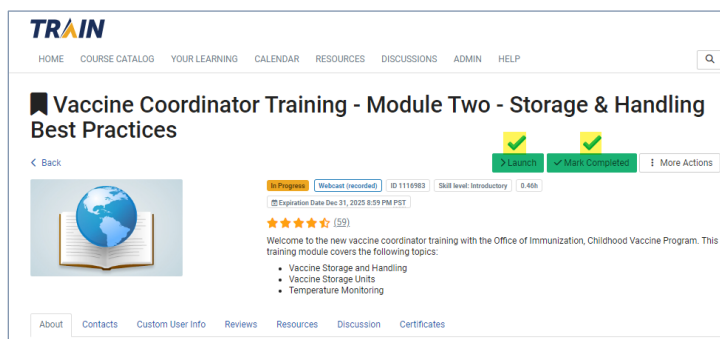 TRAIN
HOME COURSE CATALOG YOUR LEARNING CALENDAR RESOURCES DISCUSSIONS ADMIN HELP
Vaccine Coordinator Training - Module Two - Storage & Handling
Best Practices
Back
Launch
Mark Completed
More Actions
In Progress Webcast (recorded) ID 1116983 Skill level: Introductory 0.46h
Expiration Date Dec 31, 2025 8:59 PM PST
(59)
Welcome to the new vaccine coordinator training with the Office of Immunization, Childhood Vaccine Program. This
training module covers the following topics:
• Vaccine Storage and Handling
• Vaccine Storage Units
• Temperature Monitoring
About Contacts Custom User Info Reviews Resources Discussion Certificates